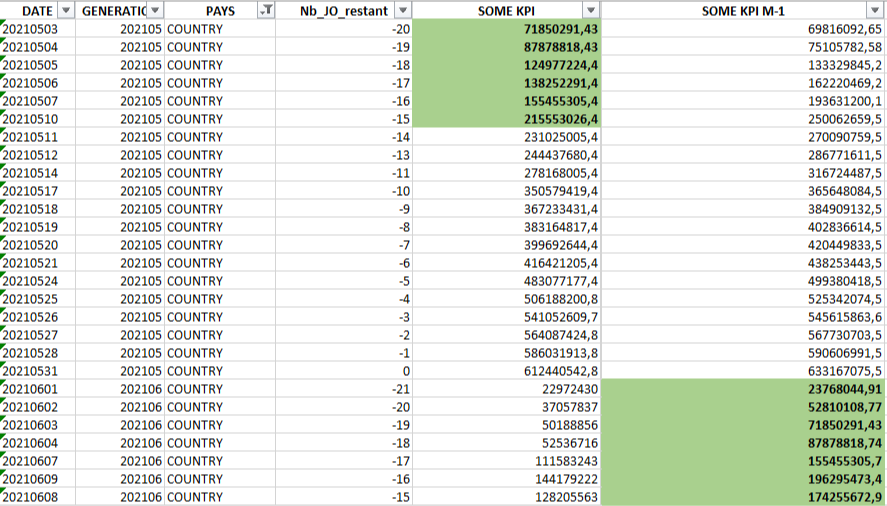 DATE GENERATIC PAYS Nb_JO_restant SOME KPI SOME KPI M-1
20210503 202105 COUNTRY -20 71850291,43 69816092,65
20210504 202105 COUNTRY -19 87878818,43 75105782,58
20210505 202105 COUNTRY -18 124977224,4 133329845,2
20210506 202105 COUNTRY -17 138252291,4 162220469,2
20210507 202105 COUNTRY -16 155455305,4 193631200,1
20210510 202105 COUNTRY -15 215553026,4 250062659,5
20210511 202105 COUNTRY -14 231025005,4 270090759,5
20210512 202105 COUNTRY -13 244437680,4 286771611,5
20210514 202105 COUNTRY -11 278168005,4 316724487,5
20210517 202105 COUNTRY -10 350579419,4 365648084,5
20210518 202105 COUNTRY -9 367233431,4 384909132,5
20210519 202105 COUNTRY -8 383164817,4 402836614,5
20210520 202105 COUNTRY -7 399692644,4 420449833,5
20210521 202105 COUNTRY -6 416421205,4 438253443,5
20210524 202105 COUNTRY -5 483077177,4 499380418,5
20210525 202105 COUNTRY -4 506188200,8 525342074,5
20210526 202105 COUNTRY -3 541052609,7 545615863,6
20210527 202105 COUNTRY -2 564087424,8 567730703,5
20210528 202105 COUNTRY -1 586031913,8 590606991,5
20210531 202105 COUNTRY 0 612440542,8 633167075,5
20210601 202106 COUNTRY -21 22972430 23768044,91
20210602 202106 COUNTRY -20 37057837 52810108,77
20210603 202106 COUNTRY -19 50188856 71850291,43
20210604 202106 COUNTRY -18 52536716 87878818,74
20210607 202106 COUNTRY -17 111583243 155455305,7
20210609 202106 COUNTRY -16 144179222 196295473,4
20210608 202106 COUNTRY -15 128205563 174255672,9